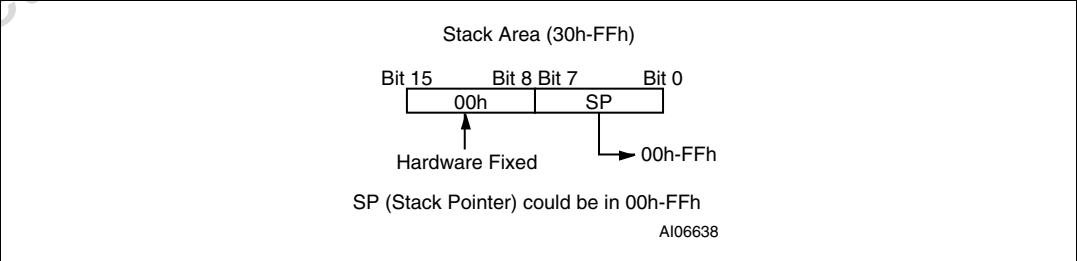 Stack Area (30h-FFh)
Bit 15 Bit 8 Bit 7 Bit 0
00h SP
Hardware Fixed 00h-FFh
SP (Stack Pointer) could be in 00h-FFh
AI06638